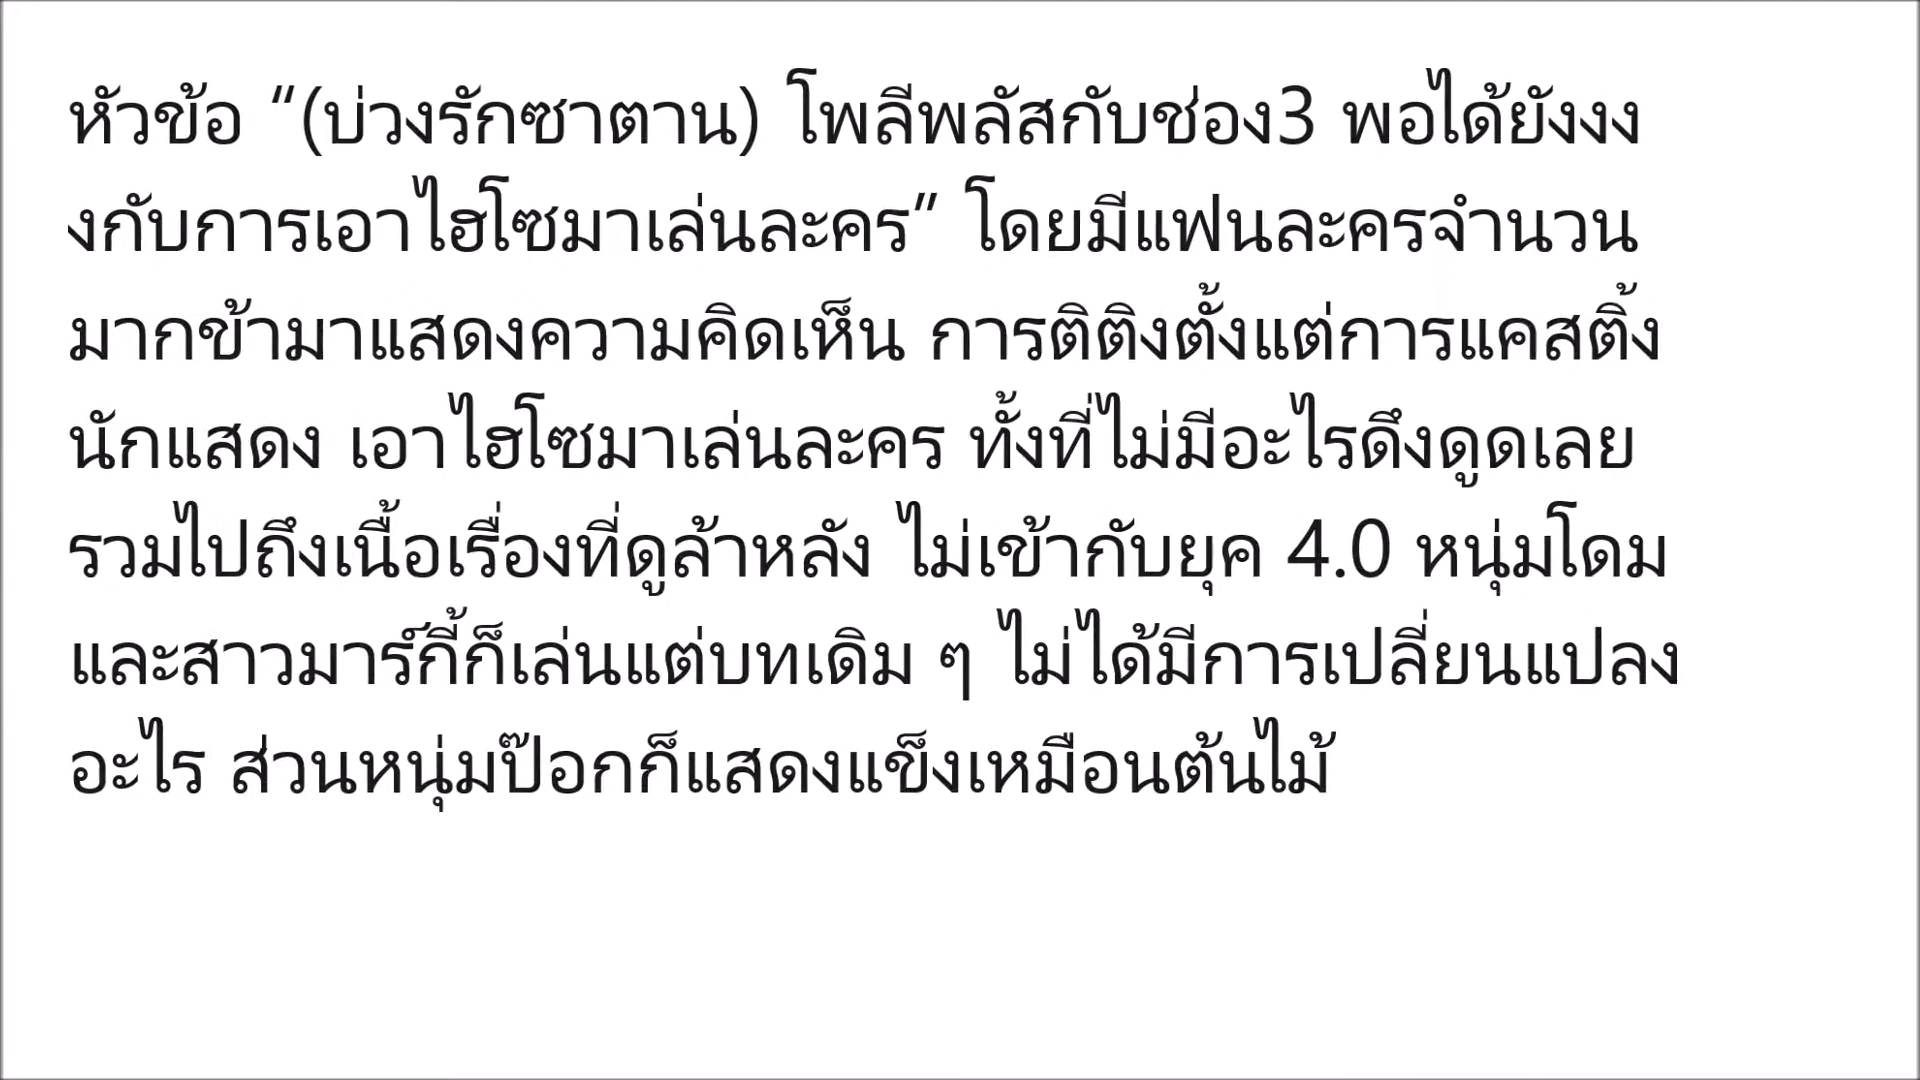 หัวข้อ “(บ่วงรักซาตาน) โพลีพลัสกับช่อง3 พอได้ยังงง
งกับการเอาไฮโซมาเล่นละคร” โดยมีแฟนละครจำนวน
มากข้ามาแสดงความคิดเห็น การติติงตั้งแต่การแคสติ้ง
นักแสดง เอาไฮโซมาเล่นละคร ทั้งที่ไม่มีอะไรดึงดูดเลย
รวมไปถึงเนื้อเรื่องที่ดูล้าหลัง ไม่เข้ากับยุค 4.0 หนุ่มโดม
และสาวมาร์กี้ก็เล่นแต่บทเดิม ๆ ไม่ได้มีการเปลี่ยนแปลง
อะไร ส่วนหนุ่มป๊อกก็แสดงแข็งเหมือนต้นไม้